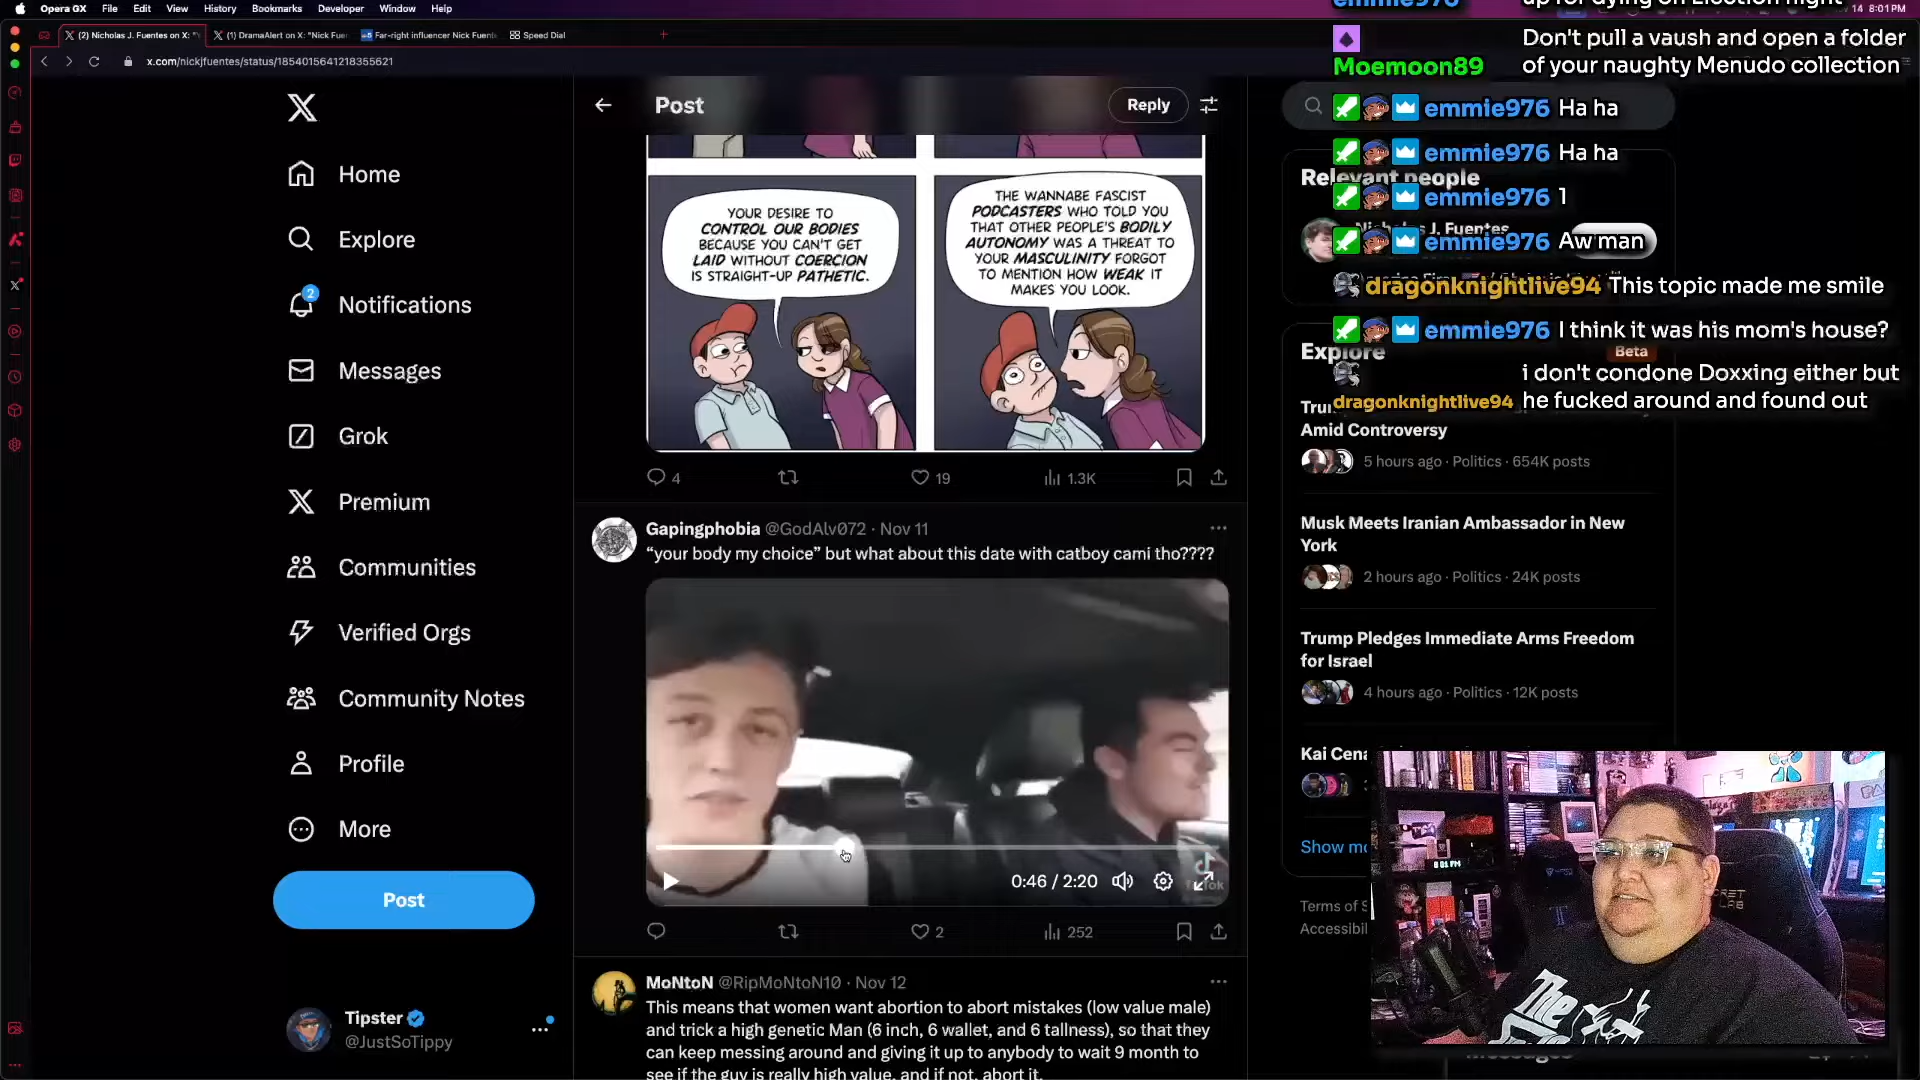 Opera GX File Edit View History Bookmarks Developer Window Help
14 8:01PM
(2) Nicholas J. Fuentes on X: "
(1) DramaAlert on X: "Nick Fuen
Far-right influencer Nick Fuent
Speed Dial
x.com/nickjfuentes/status/1854015641218355621
emmie976 up for dying on Election night
Moemoon89 Don't pull a vaush and open a folder
of your naughty Menudo collection
emmie976 Ha ha
emmie976 Ha ha
emmie976 1
emmie976 Aw man
dragonknightlive94 This topic made me smile
emmie976 I think it was his mom's house?
dragonknightlive94 i don't condone Doxxing either but
he fucked around and found out
Home
Explore
2
Notifications
Messages
Grok
Premium
Communities
Verified Orgs
Community Notes
Profile
More
Post
Tipster
@JustSoTippy
Post
Reply
YOUR DESIRE TO
CONTROL OUR BODIES
BECAUSE YOU CAN'T GET
LAID WITHOUT COERCION
IS STRAIGHT-UP PATHETIC.
THE WANNABE FASCIST
PODCASTERS WHO TOLD YOU
THAT OTHER PEOPLE'S BODILY
AUTONOMY WAS A THREAT TO
YOUR MASCULINITY FORGOT
TO MENTION HOW WEAK IT
MAKES YOU LOOK.
4 19 1.3K
Gapingphobia @GodAlv072 · Nov 11
“your body my choice” but what about this date with catboy cami tho????
0:46 / 2:20
2 252
MoNtoN @RipMoNtoN10 · Nov 12
This means that women want abortion to abort mistakes (low value male)
and trick a high genetic Man (6 inch, 6 wallet, and 6 tallness), so that they
can keep messing around and giving it up to anybody to wait 9 month to
see if the guy is really high value, and if not, abort it.
Relevant people
Nicholas J. Fuentes
Explore
Beta
Amid Controversy
5 hours ago · Politics · 654K posts
Musk Meets Iranian Ambassador in New
York
2 hours ago · Politics · 24K posts
Trump Pledges Immediate Arms Freedom
for Israel
4 hours ago · Politics · 12K posts
Kai Cena
Show mo
Terms of S
Accessibil
Messages